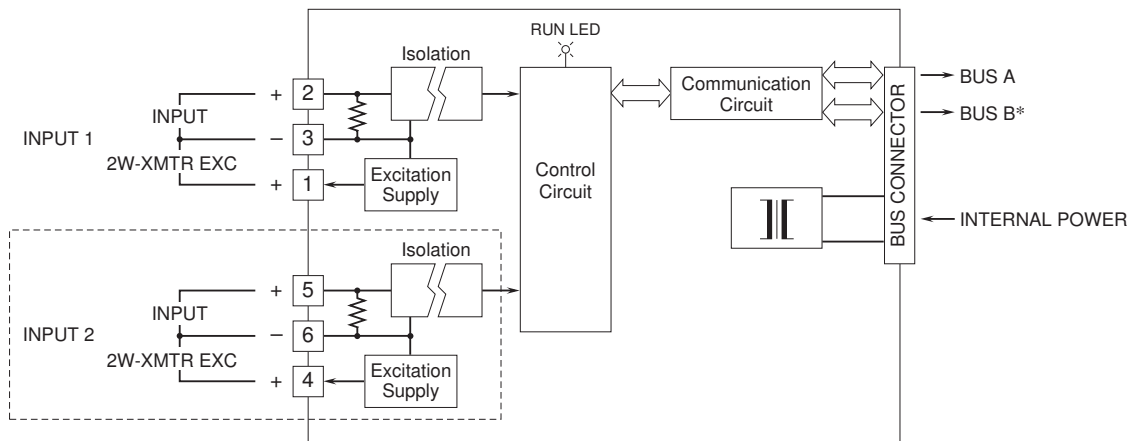 RUN LED
Isolation
INPUT 1
INPUT
2W-XMTR EXC
+ 2
− 3
+ 1
Excitation
Supply
Control
Circuit
Communication
Circuit
BUS CONNECTOR
BUS A
BUS B*
INTERNAL POWER
Isolation
INPUT 2
INPUT
2W-XMTR EXC
+ 5
− 6
+ 4
Excitation
Supply